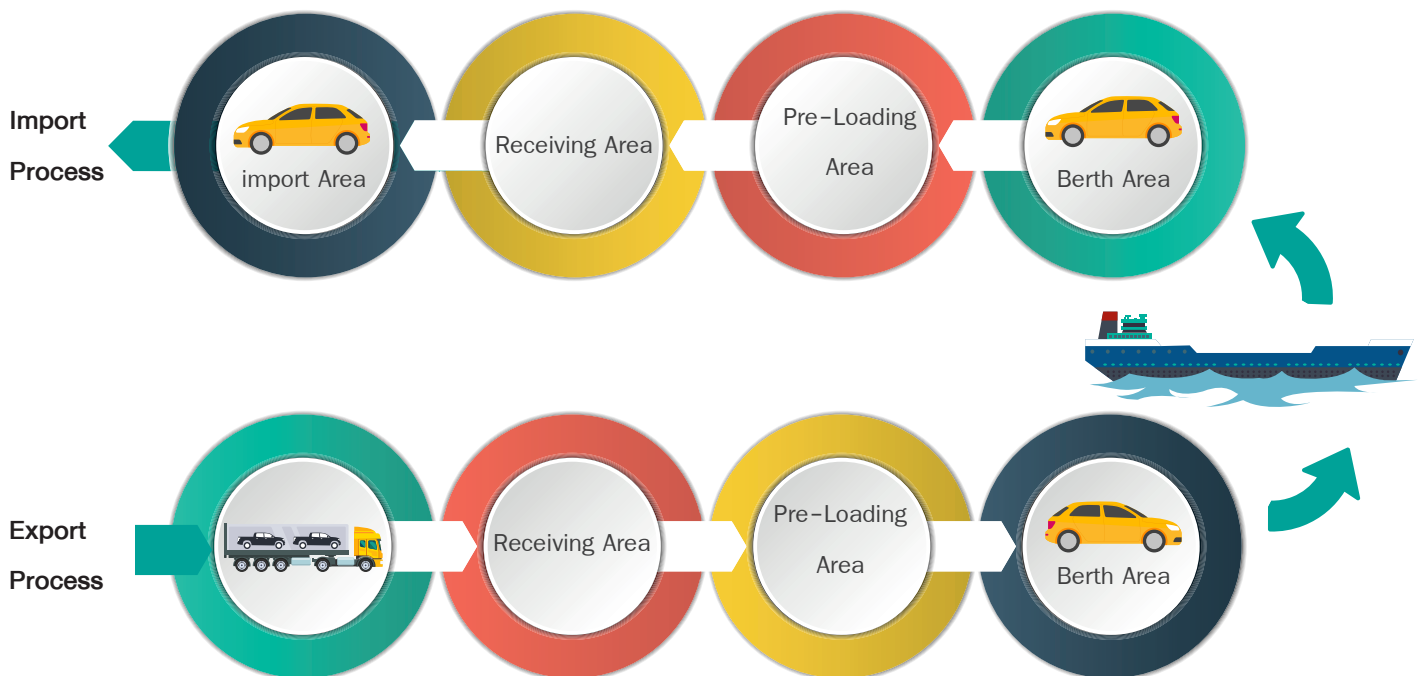 Import
Process
import Area
Receiving Area
Pre-Loading
Area
Berth Area
Export
Process
Receiving Area
Pre-Loading
Area
Berth Area